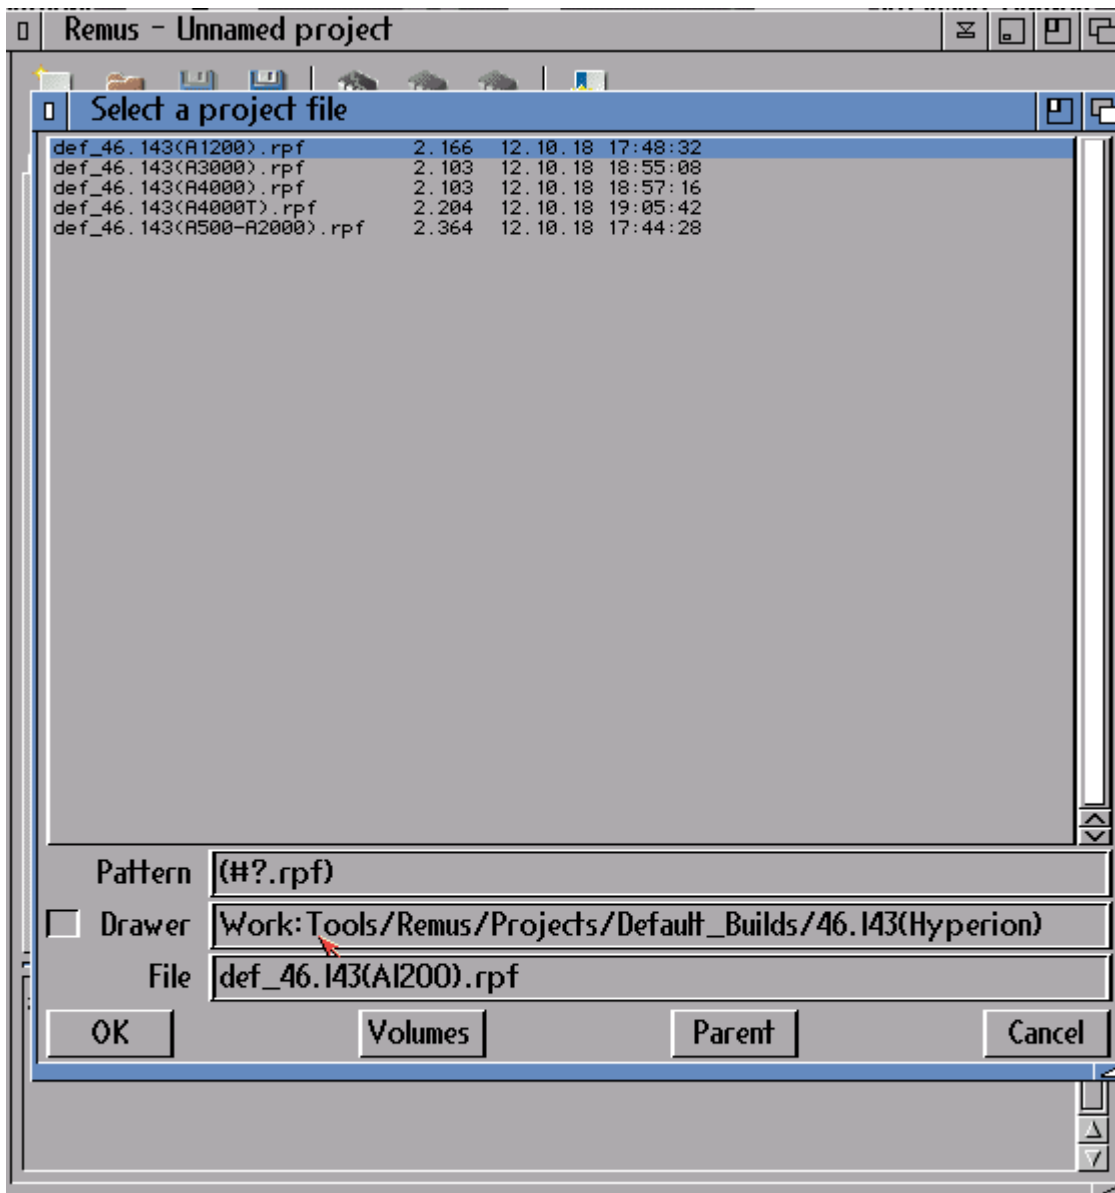 Remus - Unnamed project
Select a project file
def_46.143(A1200).rpf 2.166 12.10.18 17:48:32
def_46.143(A3000).rpf 2.103 12.10.18 18:55:08
def_46.143(A4000).rpf 2.103 12.10.18 18:57:16
def_46.143(A4000T).rpf 2.204 12.10.18 19:05:42
def_46.143(A500-A2000).rpf 2.364 12.10.18 17:44:28
Pattern (#?.rpf)
Drawer Work:Tools/Remus/Projects/Default_Builds/46.143(Hyperion)
File def_46.143(A1200).rpf
OK Volumes Parent Cancel